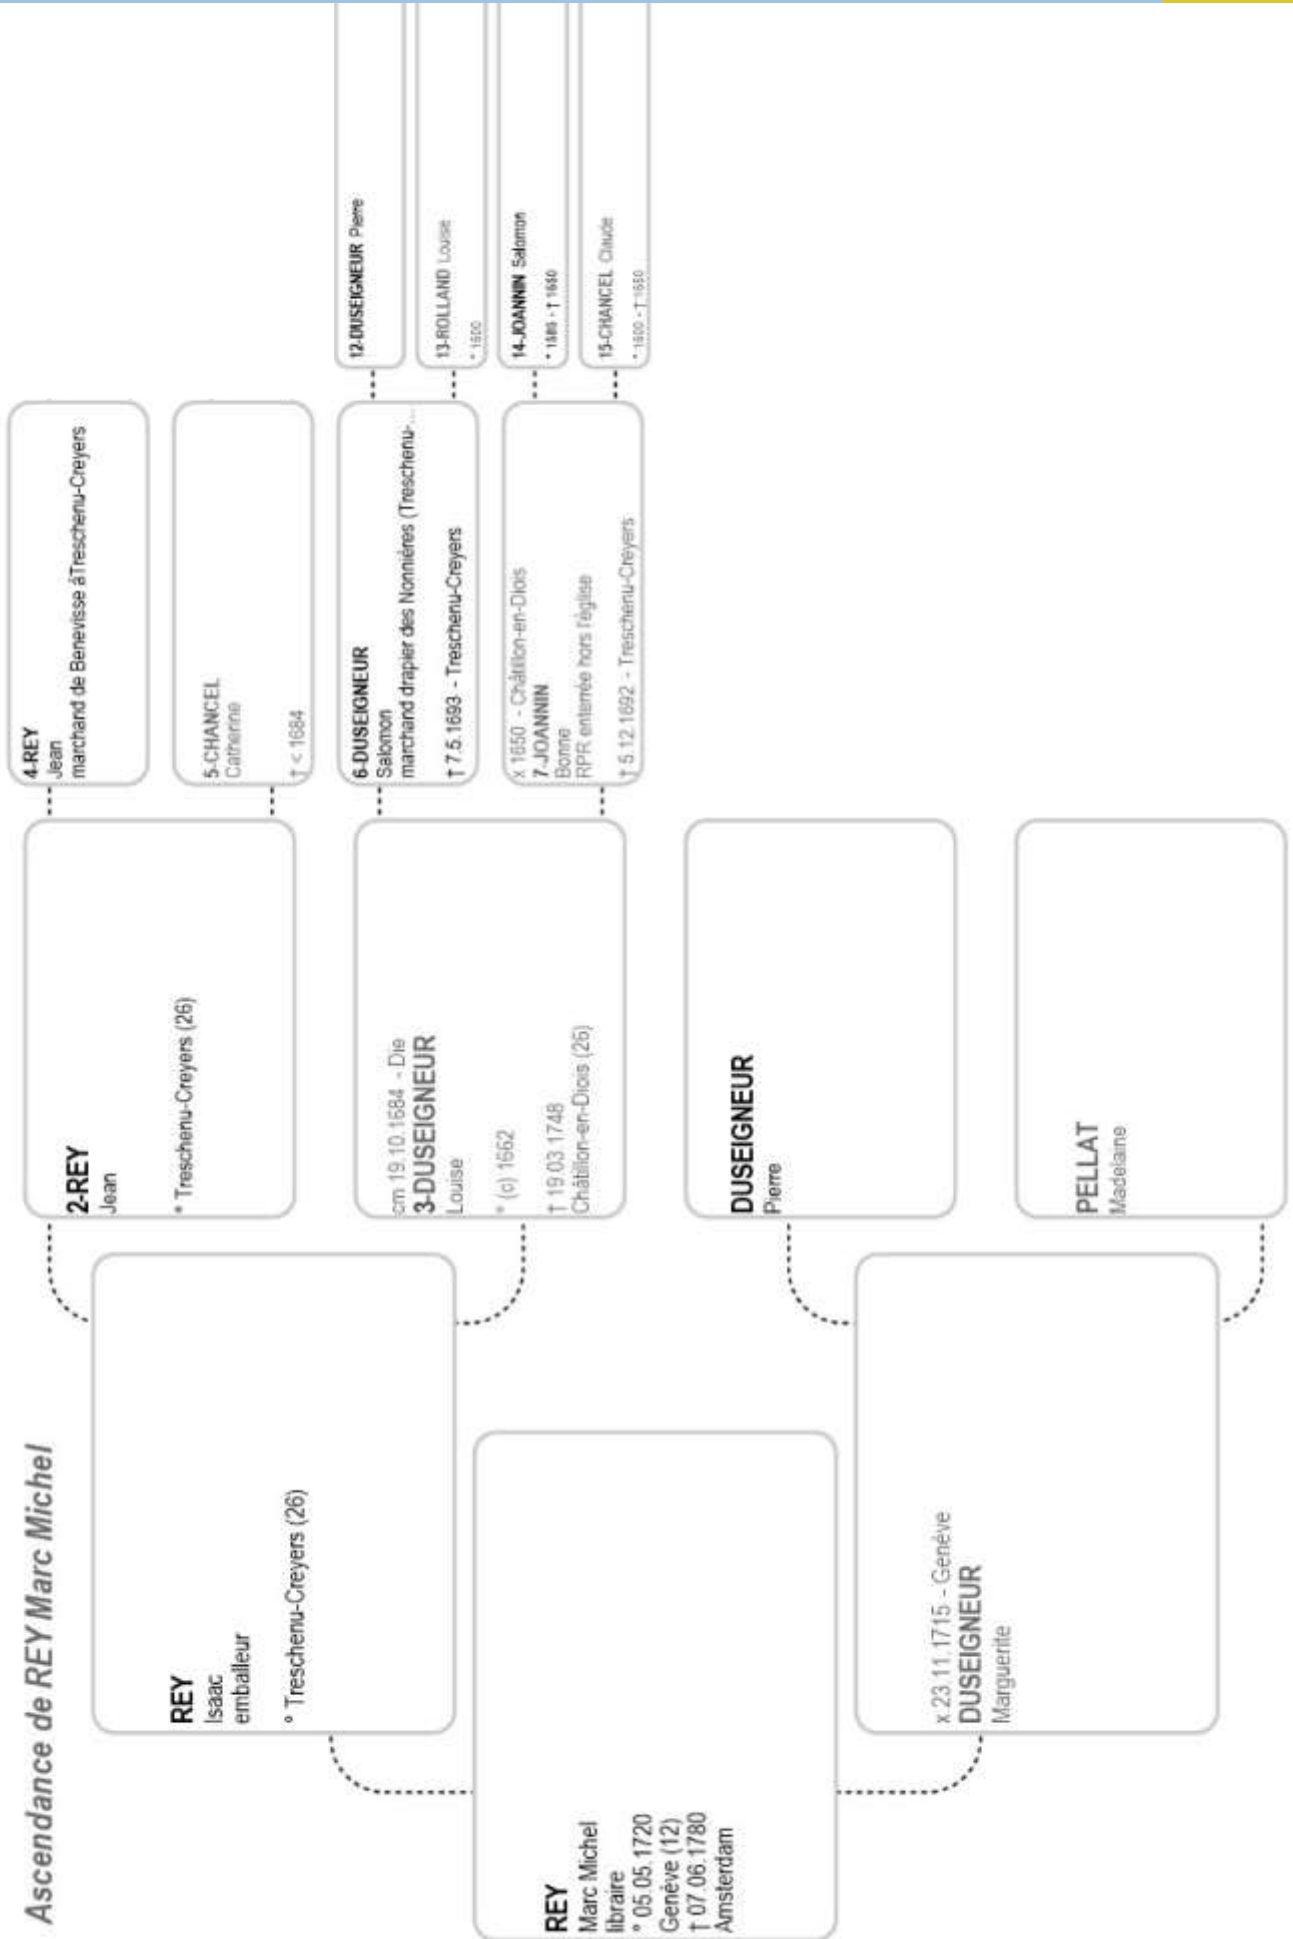 Ascendance de REY Marc Michel
REY
Marc Michel
libraire
° 05.05.1720
Genève (12)
† 07.06.1780
Amsterdam
REY
Isaac
emballeur
° Treschenu-Creyers (26)
x 23.11.1715 - Genève
DUSEIGNEUR
Marguerite
2-REY
Jean
° Treschenu-Creyers (26)
cm 19.10.1684 - Die
3-DUSEIGNEUR
Louise
° (c) 1662
† 19.03.1748
Châtillon-en-Diois (26)
DUSEIGNEUR
Pierre
PELLAT
Madelaine
4-REY
Jean
marchand de Benevisse àTreschenu-Creyers
5-CHANCEL
Catherine
† < 1684
6-DUSEIGNEUR
Salomon
marchand drapier des Nonnières (Treschenu-...
† 7.5.1693 - Treschenu-Creyers
x 1650 - Châtillon-en-Diois
7-JOANNIN
Bonne
RPR enterrée hors l'église
† 5.12.1692 - Treschenu-Creyers
12-DUSEIGNEUR Pierre
13-ROLLAND Louise
° 1600
14-JOANNIN Salomon
† 1650
15-CHANCEL Claude
° 1600 - † 1650